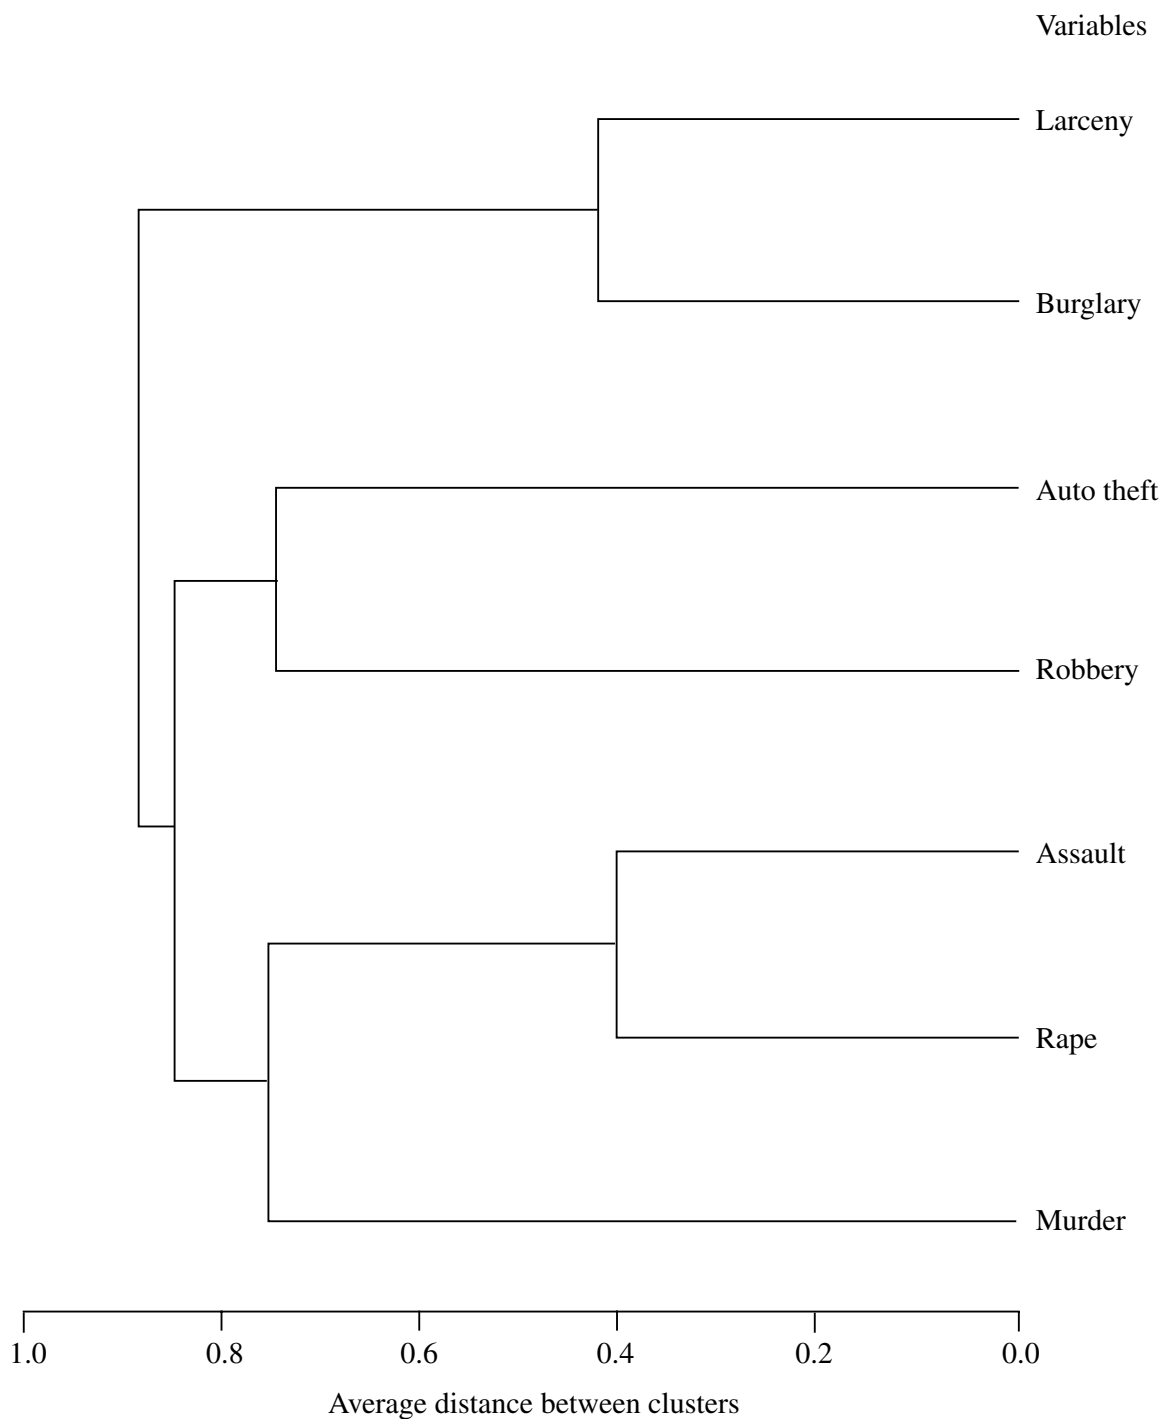 Variables
Larceny
Burglary
Auto theft
Robbery
Assault
Rape
Murder
1.0 0.8 0.6 0.4 0.2 0.0
Average distance between clusters